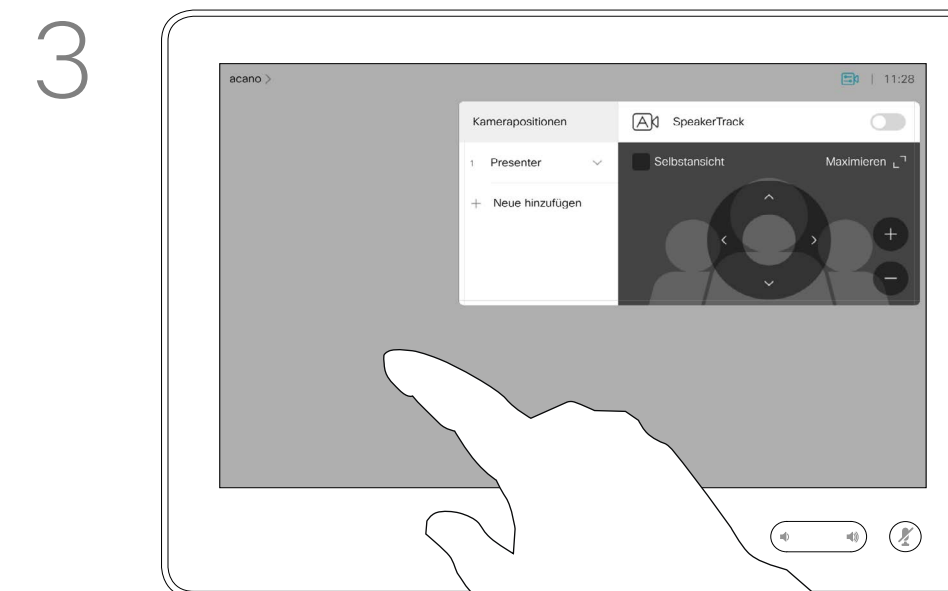 3
acano >
11:28
Kamerapositionen
SpeakerTrack
1 Presenter
Selbstansicht
Maximieren
+ Neue hinzufügen